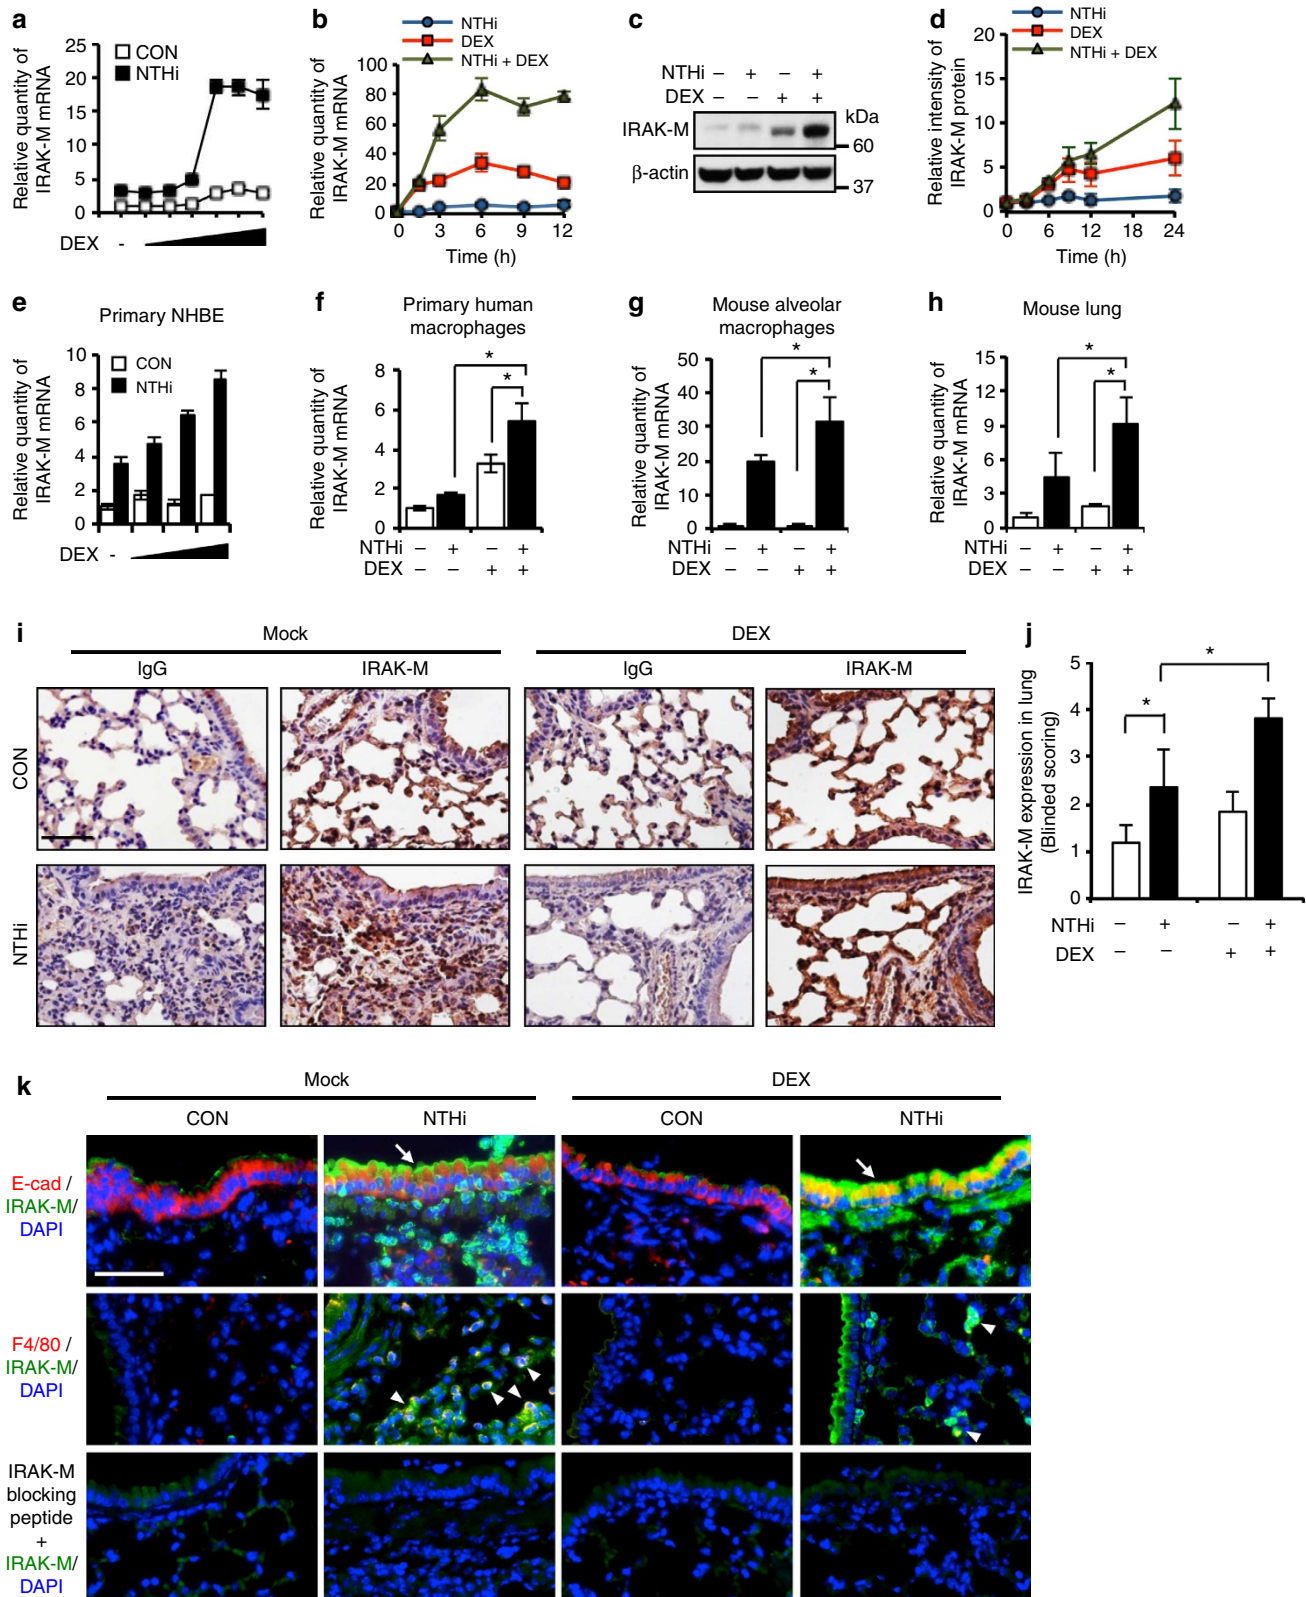 a
Relative quantity of
IRAK-M mRNA
25
20
15
10
5
0
CON
NTHi
DEX -
b
NTHi
DEX
NTHi + DEX
Relative quantity of
IRAK-M mRNA
100
80
60
40
20
0
0 3 6 9 12
Time (h)
c
NTHi – + – +
DEX – – + +
kDa
IRAK-M
60
β-actin
37
d
NTHi
DEX
NTHi + DEX
Relative intensity of
IRAK-M protein
20
15
10
5
0
0 6 12 18 24
Time (h)
e
Primary NHBE
Relative quantity of
IRAK-M mRNA
10
8
6
4
2
0
CON
NTHi
DEX -
f
Primary human
macrophages
Relative quantity of
IRAK-M mRNA
8
6
4
2
0
*
*
NTHi – + – +
DEX – – + +
g
Mouse alveolar
macrophages
Relative quantity of
IRAK-M mRNA
50
40
30
20
10
0
*
*
NTHi – + – +
DEX – – + +
h
Mouse lung
Relative quantity of
IRAK-M mRNA
15
12
9
6
3
0
*
*
NTHi – + – +
DEX – – + +
i
Mock DEX
IgG IRAK-M IgG IRAK-M
CON
NTHi
j
IRAK-M expression in lung
(Blinded scoring)
5
4
3
2
1
0
*
*
NTHi – + – +
DEX – – + +
k
Mock DEX
CON NTHi CON NTHi
E-cad /
IRAK-M/
DAPI
F4/80 /
IRAK-M/
DAPI
IRAK-M
blocking
peptide
+
IRAK-M/
DAPI